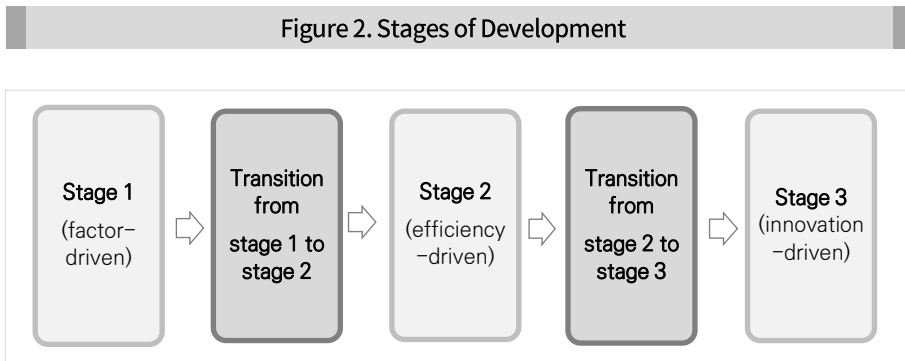 Figure 2. Stages of Development
Stage 1
(factor-
driven)
Transition
from
stage 1 to
stage 2
Stage 2
(efficiency
-driven)
Transition
from
stage 2 to
stage 3
Stage 3
(innovation
-driven)